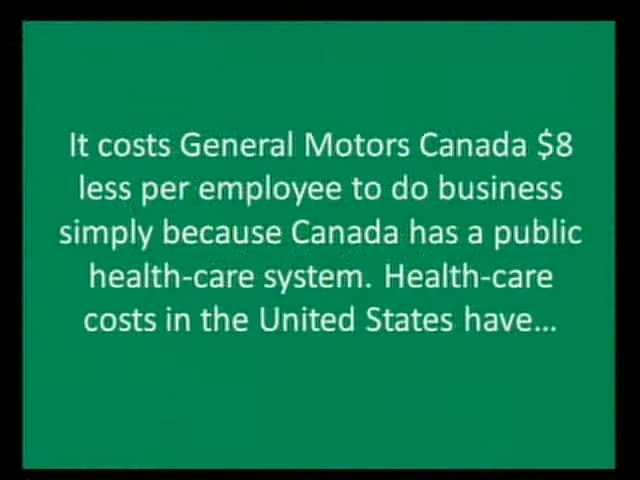 It costs General Motors Canada $8
less per employee to do business
simply because Canada has a public
health-care system. Health-care
costs in the United States have…